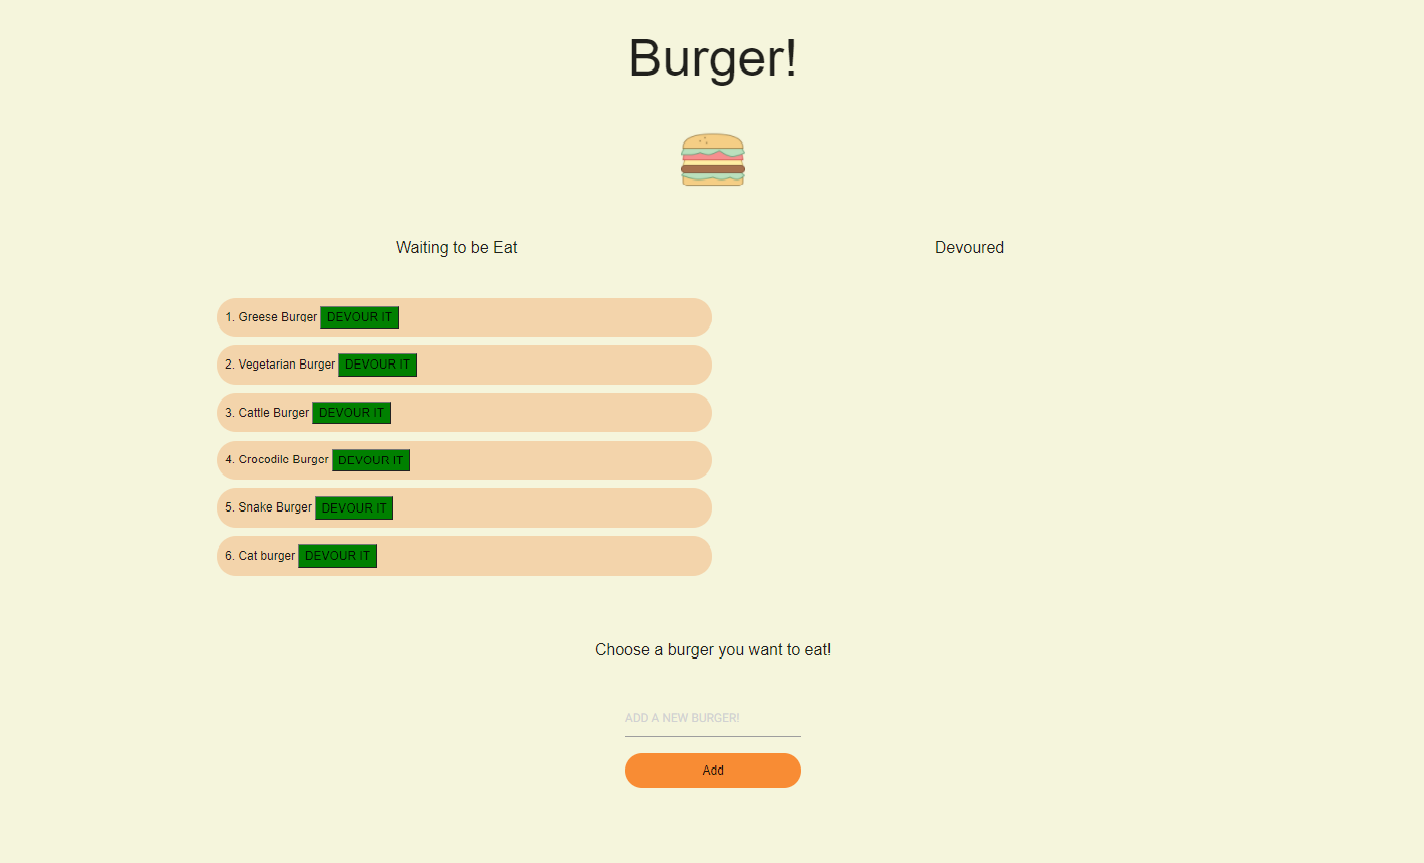 Burger!
Waiting to be Eat
Devoured
1. Greese Burger DEVOUR IT
2. Vegetarian Burger DEVOUR IT
3. Cattle Burger DEVOUR IT
4. Crocodile Burger DEVOUR IT
5. Snake Burger DEVOUR IT
6. Cat burger DEVOUR IT
Choose a burger you want to eat!
ADD A NEW BURGER!
Add